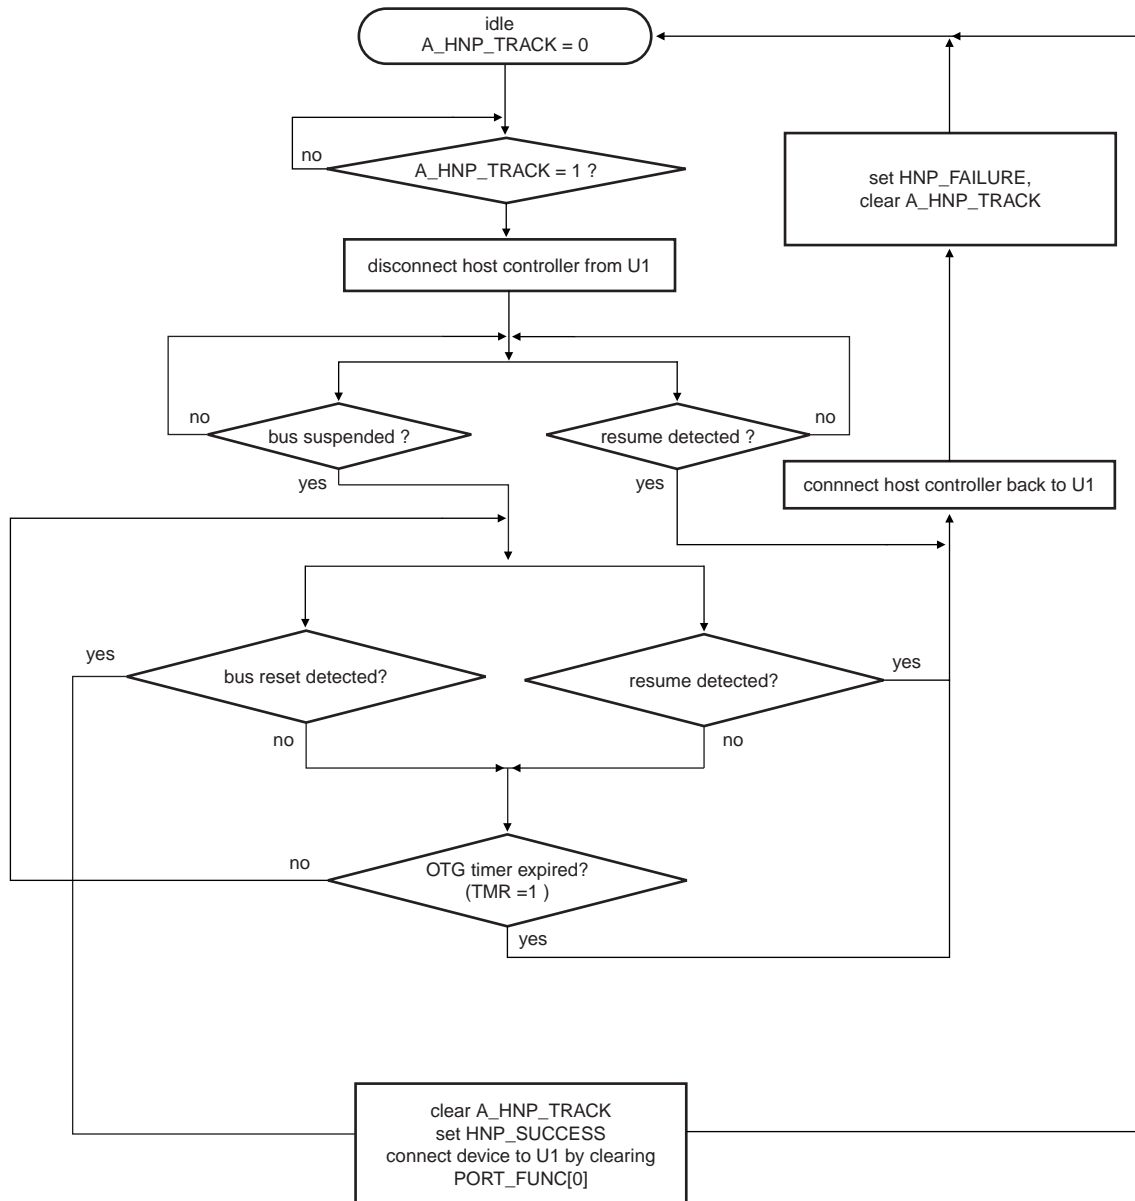 idle
A_HNP_TRACK = 0
no
A_HNP_TRACK = 1 ?
set HNP_FAILURE,
clear A_HNP_TRACK
disconnect host controller from U1
no
bus suspended ?
resume detected ?
no
yes
yes
connnect host controller back to U1
yes
bus reset detected?
resume detected?
yes
no
no
no
OTG timer expired?
(TMR =1 )
yes
clear A_HNP_TRACK
set HNP_SUCCESS
connect device to U1 by clearing
PORT_FUNC[0]